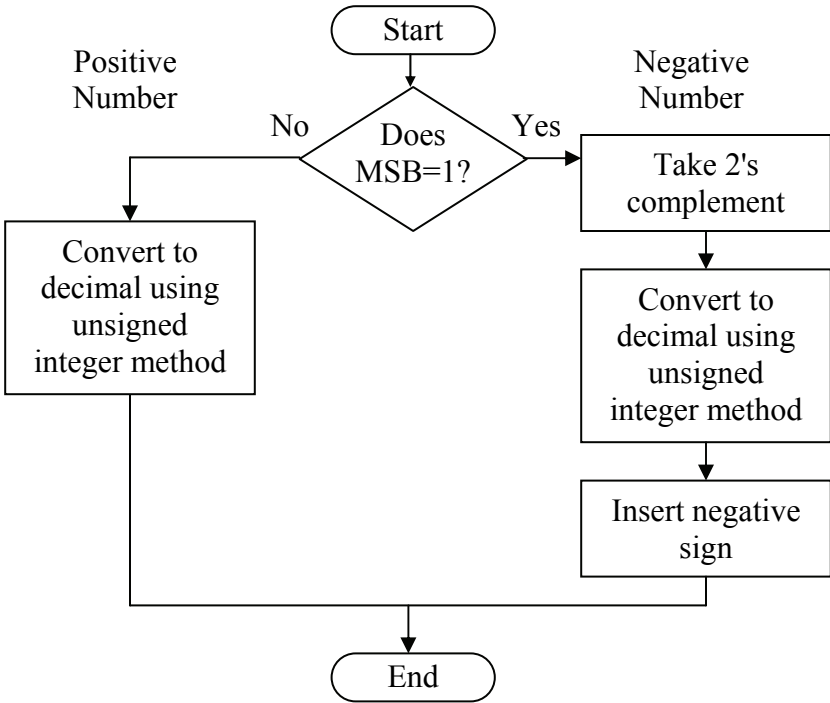 Start
Positive
Number
Negative
Number
No
Does
MSB=1?
Yes
Take 2's
complement
Convert to
decimal using
unsigned
integer method
Convert to
decimal using
unsigned
integer method
Insert negative
sign
End